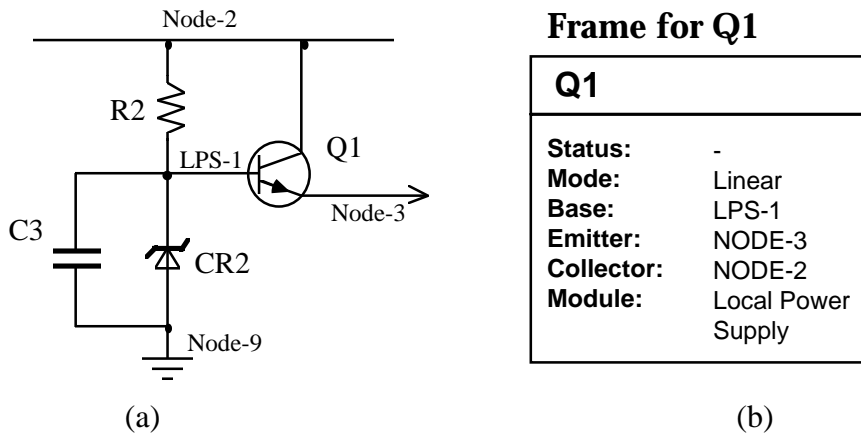 Node-2
R2
LPS-1
Q1
Node-3
C3
CR2
Node-9
(a)
Frame for Q1
Q1
Status: -
Mode: Linear
Base: LPS-1
Emitter: NODE-3
Collector: NODE-2
Module: Local Power
Supply
(b)